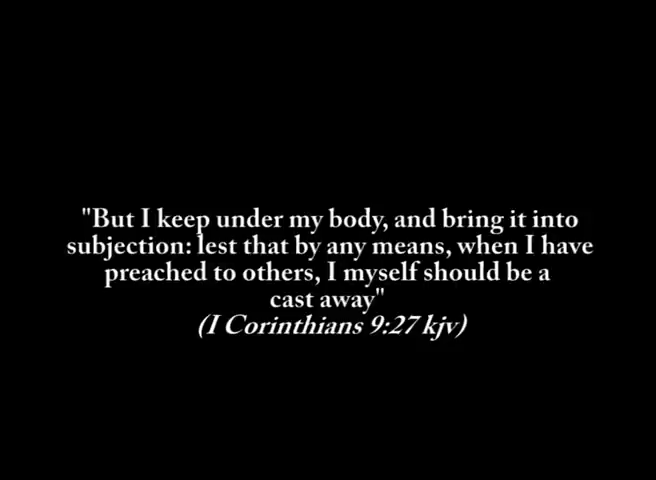 "But I keep under my body, and bring it into
subjection: lest that by any means, when I have
preached to others, I myself should be a
cast away"
(I Corinthians 9:27 kjv)